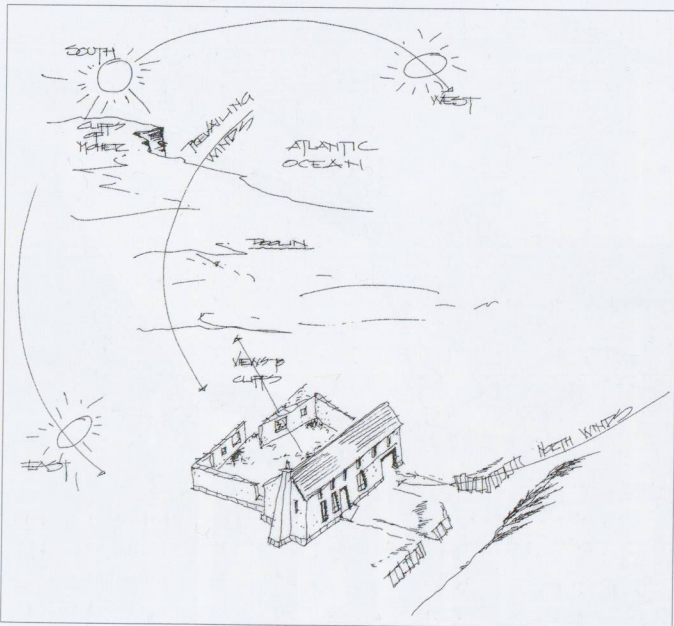 SOUTH
WEST
CLIFFS
OF
MOHER
PREVAILING
WINDS
ATLANTIC
OCEAN
DOOLIN
VIEWS TO
CLIFFS
EAST
NORTH WINDS